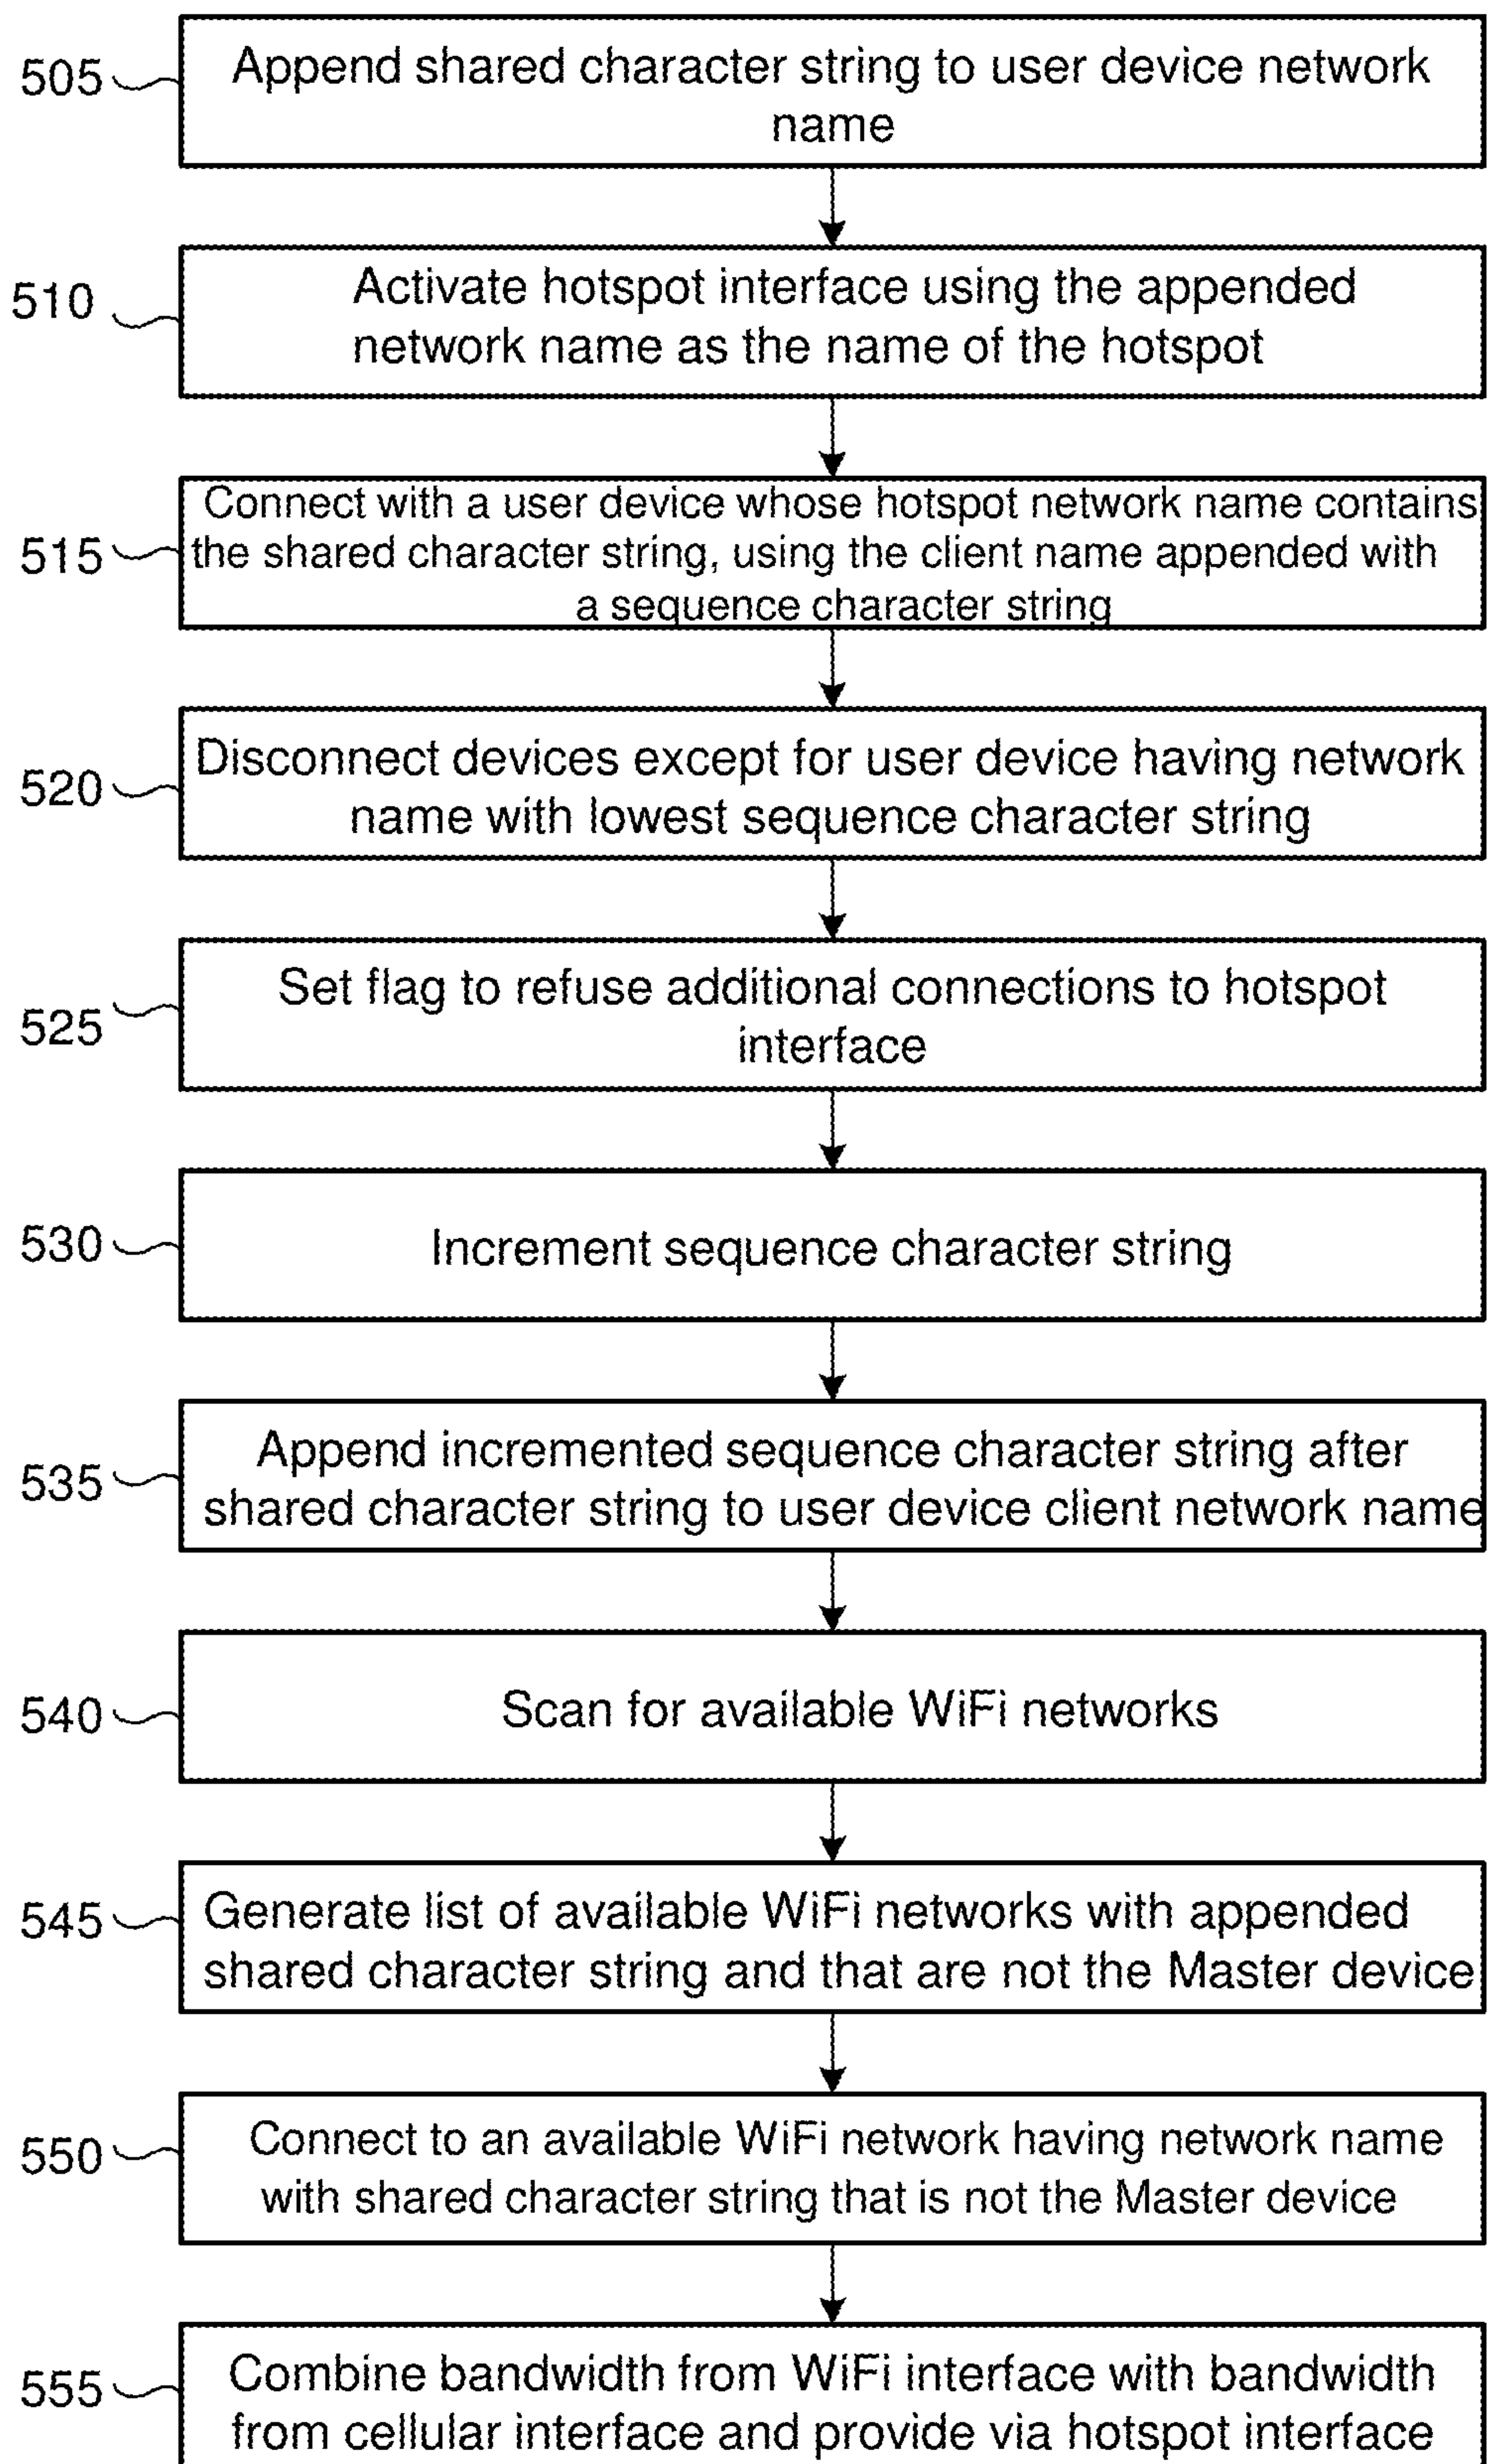 505
Append shared character string to user device network
name
510
Activate hotspot interface using the appended
network name as the name of the hotspot
515
Connect with a user device whose hotspot network name contains
the shared character string, using the client name appended with
a sequence character string
520
Disconnect devices except for user device having network
name with lowest sequence character string
525
Set flag to refuse additional connections to hotspot
interface
530
Increment sequence character string
535
Append incremented sequence character string after
shared character string to user device client network name
540
Scan for available WiFi networks
545
Generate list of available WiFi networks with appended
shared character string and that are not the Master device
550
Connect to an available WiFi network having network name
with shared character string that is not the Master device
555
Combine bandwidth from WiFi interface with bandwidth
from cellular interface and provide via hotspot interface